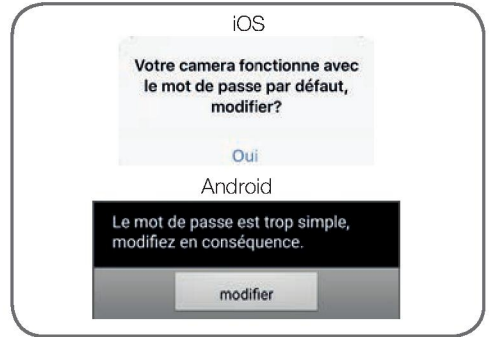 iOS
Votre camera fonctionne avec
le mot de passe par défaut,
modifier?
Oui
Android
Le mot de passe est trop simple,
modifiez en conséquence.
modifier